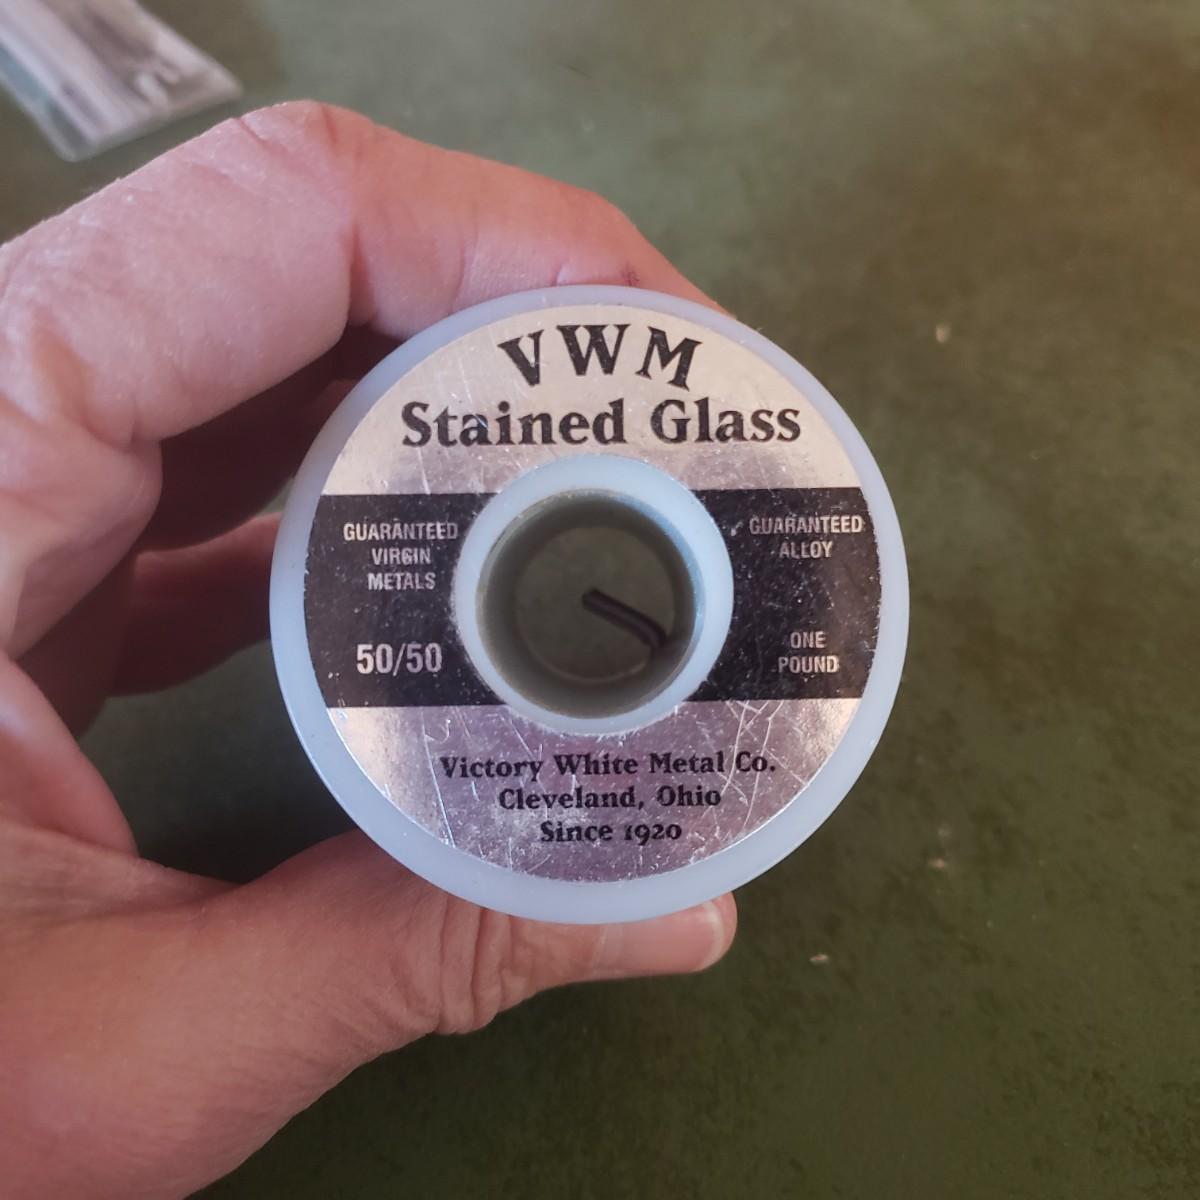 VWM
Stained Glass
GUARANTEED
VIRGIN
METALS
50/50
GUARANTEED
ALLOY
ONE
POUND
Victory White Metal Co.
Cleveland, Ohio
Since 1920